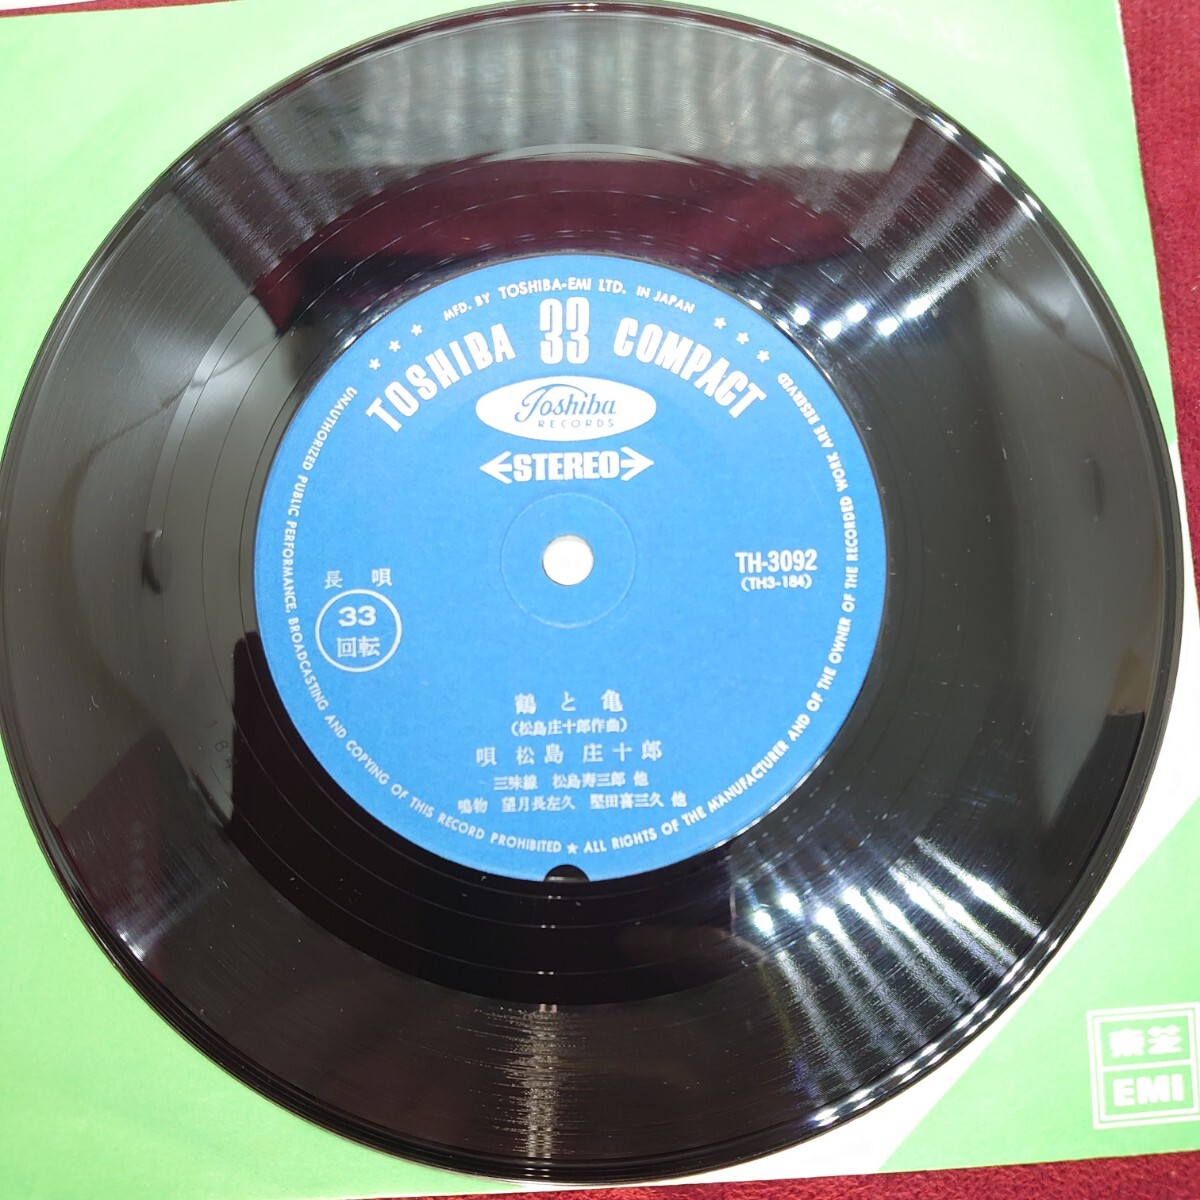 MFD. BY TOSHIBA-EMI LTD. IN JAPAN
TOSHIBA 33 COMPACT
Toshiba
RECORDS
STEREO
TH-3092
(TH3-184)
長唄
33
回転
鶴と亀
(松島庄十郎作曲)
唄 松島 庄十郎
三味線 松島寿三郎 他
鳴物 望月長左久 堅田喜三久 他
UNAUTHORIZED PUBLIC PERFORMANCE, BROADCASTING AND COPYING OF THIS RECORD PROHIBITED ★ ALL RIGHTS OF THE MANUFACTURER AND OF THE OWNER OF THE RECORDED WORK ARE RESERVED
東芝
EMI